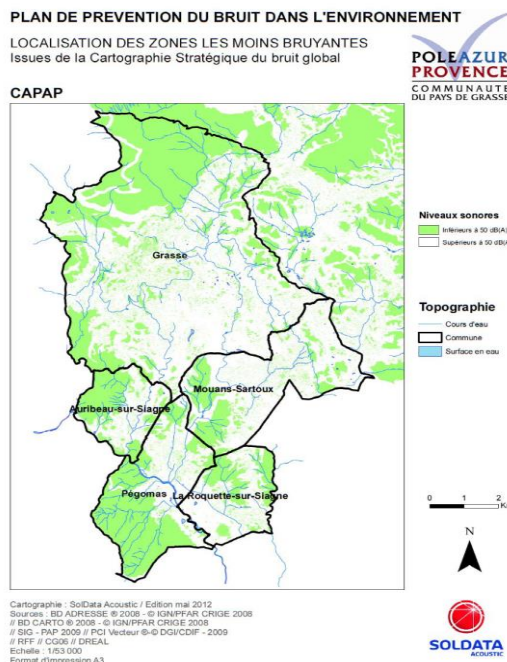 PLAN DE PREVENTION DU BRUIT DANS L'ENVIRONNEMENT
LOCALISATION DES ZONES LES MOINS BRUYANTES
Issues de la Cartographie Stratégique du bruit global
POLE AZUR
PROVENCE
COMMUNAUTE
DU PAYS DE GRASSE
CAPAP
Niveaux sonores
Inférieurs à 50 dB(A)
Supérieurs à 50 dB(A)
Grasse
Topographie
Cours d'eau
Commune
Surface en eau
Mouans-Sartoux
Auribeau-sur-Siagne
Pégomas
La Roquette-sur-Siagne
0 1 2
N
Cartographie : SolData Acoustic / Edition mai 2012
Sources : BD ADRESSE ® 2008 - © IGN/PFAR CRIGE 2008
// BD CARTO ® 2008 - © IGN/PFAR CRIGE 2008
// SIG - PAP 2009 // PCI Vecteur ®-© DGI/CDIF - 2009
// RFF // CG06 // DREAL
Echelle : 1/53 000
Format d'impression A3
SOLDATA
ACOUSTIC